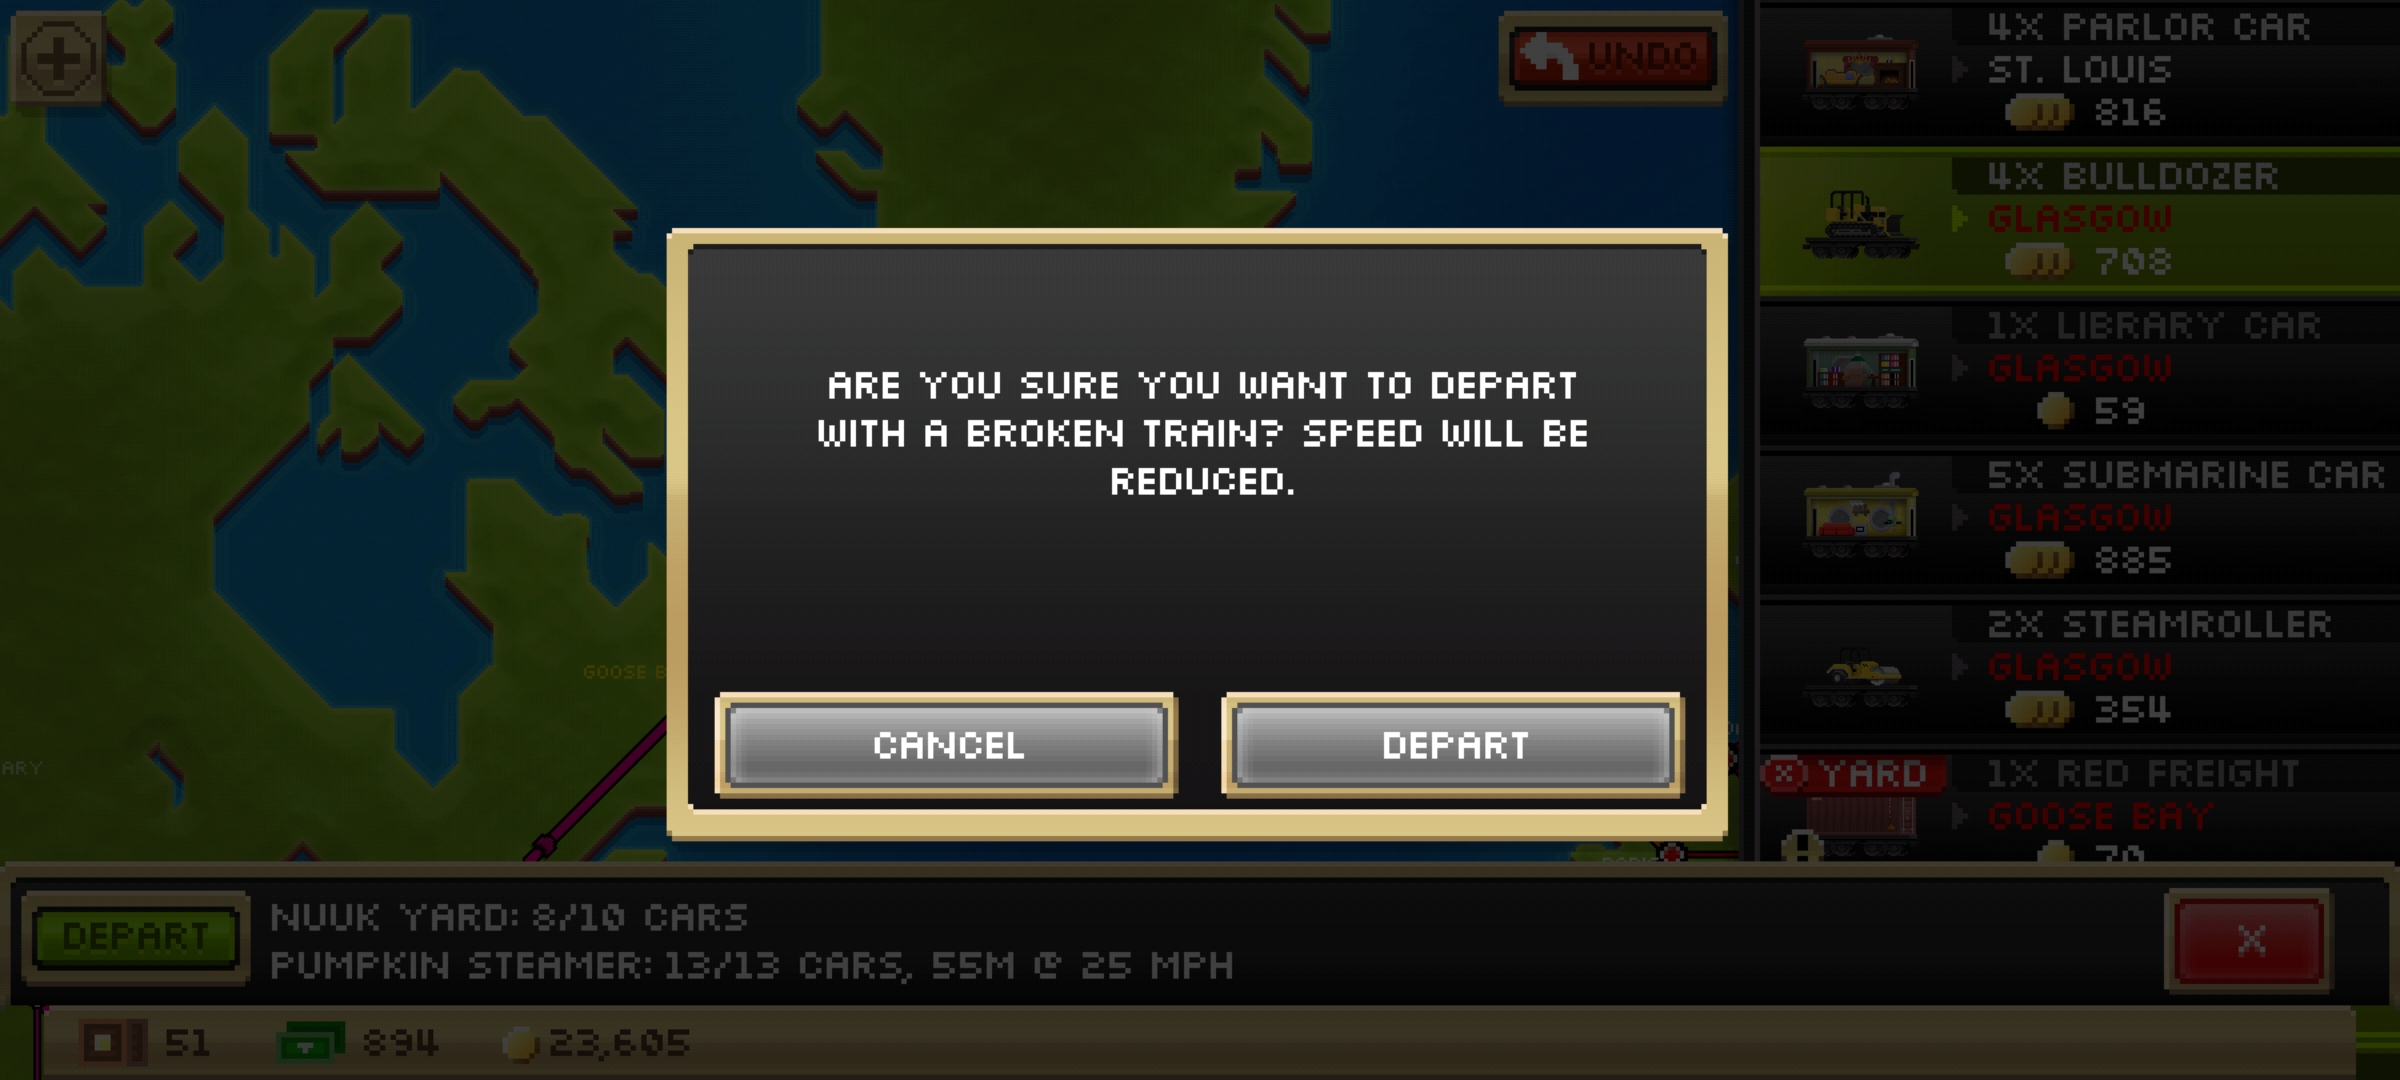 UNDO
4X PARLOR CAR
ST. LOUIS
816
4X BULLDOZER
GLASGOW
708
1X LIBRARY CAR
GLASGOW
59
5X SUBMARINE CAR
GLASGOW
885
2X STEAMROLLER
GLASGOW
354
YARD
1X RED FREIGHT
GOOSE BAY
70
ARE YOU SURE YOU WANT TO DEPART
WITH A BROKEN TRAIN? SPEED WILL BE
REDUCED.
CANCEL
DEPART
GOOSE B
ARY
DEPART
NUUK YARD: 8/10 CARS
PUMPKIN STEAMER: 13/13 CARS, 55M @ 25 MPH
X
51
894
23,605